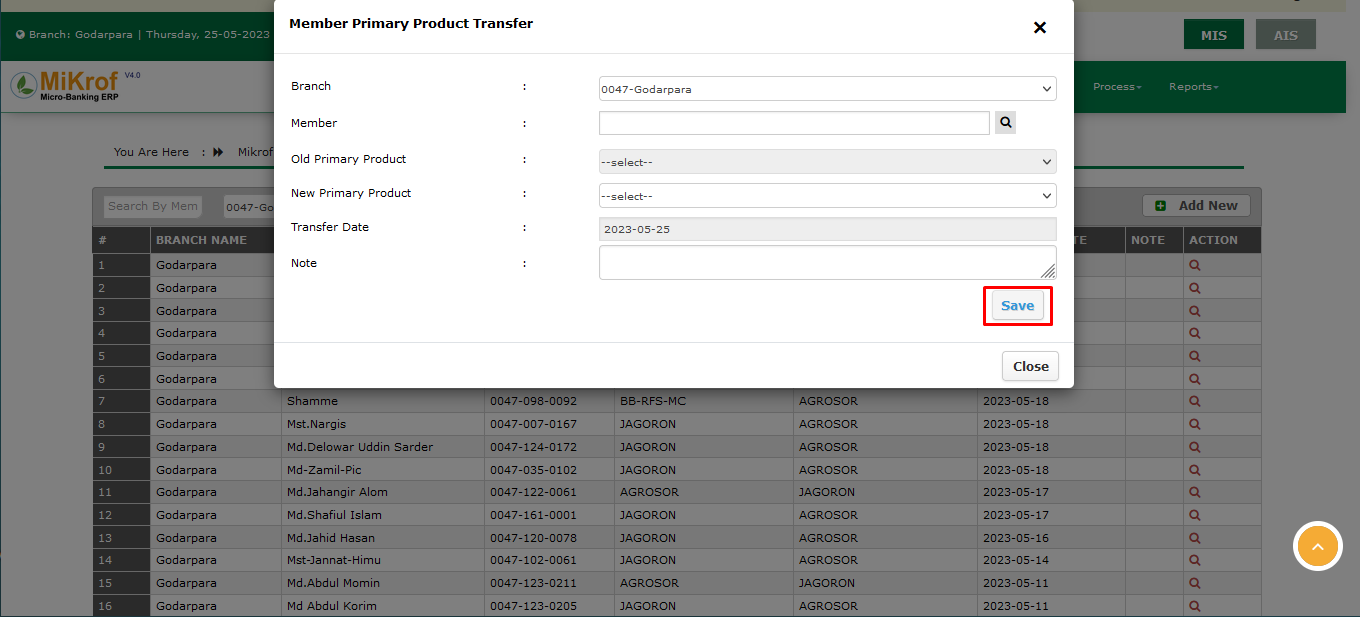 Member Primary Product Transfer
Branch: Godarpara | Thursday, 25-05-2023
MIS
AIS
MiKrof V4.0
Micro-Banking ERP
Process
Reports
Branch : 0047-Godarpara
Member :
Old Primary Product : --select--
New Primary Product : --select--
Transfer Date : 2023-05-25
Note :
Save
Close
You Are Here : Mikrof
Search By Mem 0047-Go Add New
# BRANCH NAME TE NOTE ACTION
1 Godarpara
2 Godarpara
3 Godarpara
4 Godarpara
5 Godarpara
6 Godarpara
7 Godarpara Shamme 0047-098-0092 BB-RFS-MC AGROSOR 2023-05-18
8 Godarpara Mst.Nargis 0047-007-0167 JAGORON AGROSOR 2023-05-18
9 Godarpara Md.Delowar Uddin Sarder 0047-124-0172 JAGORON AGROSOR 2023-05-18
10 Godarpara Md-Zamil-Pic 0047-035-0102 JAGORON AGROSOR 2023-05-18
11 Godarpara Md.Jahangir Alom 0047-122-0061 AGROSOR JAGORON 2023-05-17
12 Godarpara Md.Shafiul Islam 0047-161-0001 JAGORON AGROSOR 2023-05-17
13 Godarpara Md.Jahid Hasan 0047-120-0078 JAGORON AGROSOR 2023-05-16
14 Godarpara Mst-Jannat-Himu 0047-102-0061 JAGORON AGROSOR 2023-05-14
15 Godarpara Md.Abdul Momin 0047-123-0211 AGROSOR JAGORON 2023-05-11
16 Godarpara Md Abdul Korim 0047-123-0205 JAGORON AGROSOR 2023-05-11